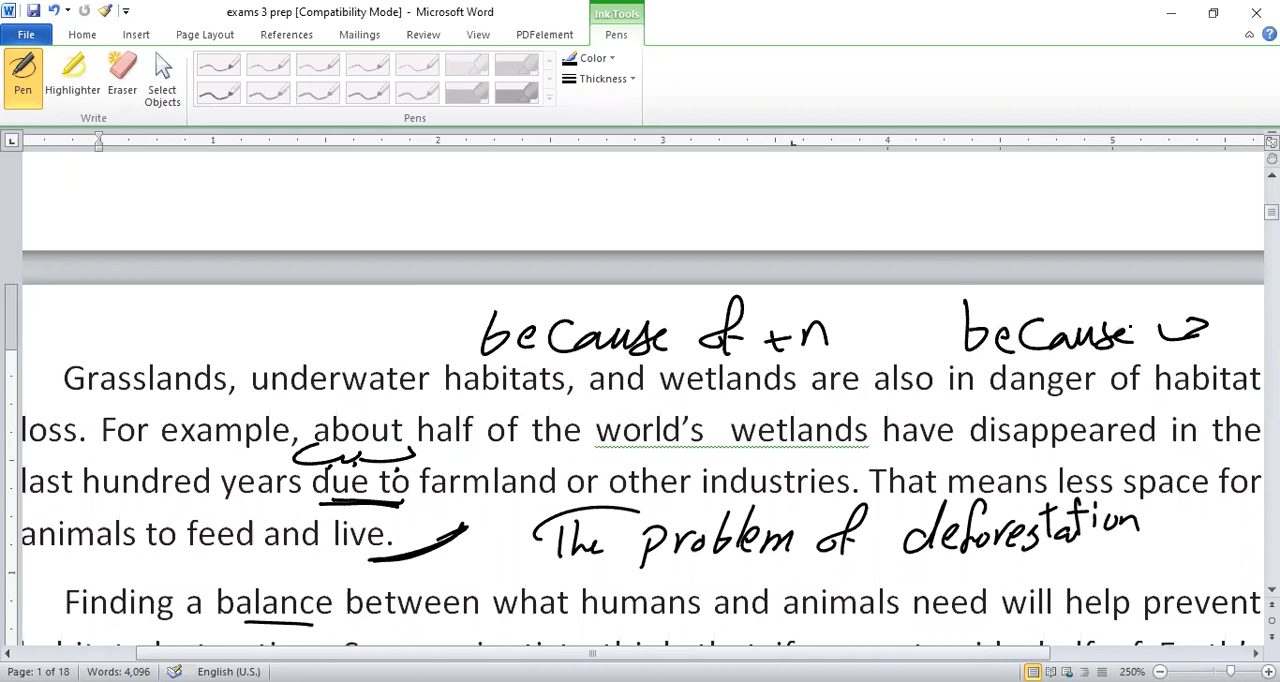 exams 3 prep [Compatibility Mode] - Microsoft Word
Ink Tools
File Home Insert Page Layout References Mailings Review View PDFelement Pens
Pen Highlighter Eraser Select Objects
Color
Thickness
Write Pens
1 2 3 4 5
because of +n because
Grasslands, underwater habitats, and wetlands are also in danger of habitat
loss. For example, about half of the world's wetlands have disappeared in the
last hundred years due to farmland or other industries. That means less space for
animals to feed and live.
The problem of deforestation
Finding a balance between what humans and animals need will help prevent
Page: 1 of 18 Words: 4,096 English (U.S.) 250%